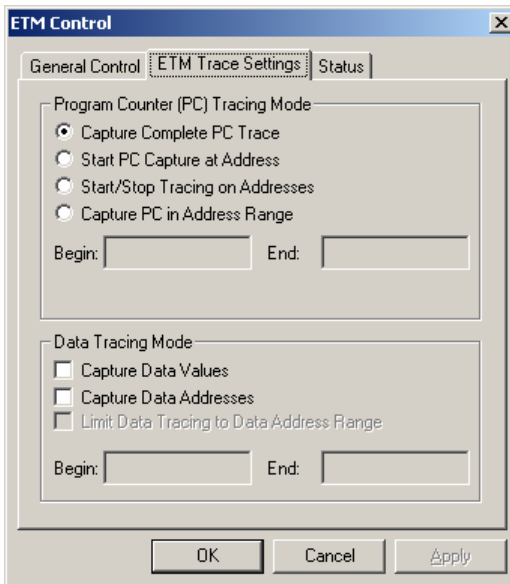 ETM Control
General Control ETM Trace Settings Status
Program Counter (PC) Tracing Mode
Capture Complete PC Trace
Start PC Capture at Address
Start/Stop Tracing on Addresses
Capture PC in Address Range
Begin: End:
Data Tracing Mode
Capture Data Values
Capture Data Addresses
Limit Data Tracing to Data Address Range
Begin: End:
OK Cancel Apply